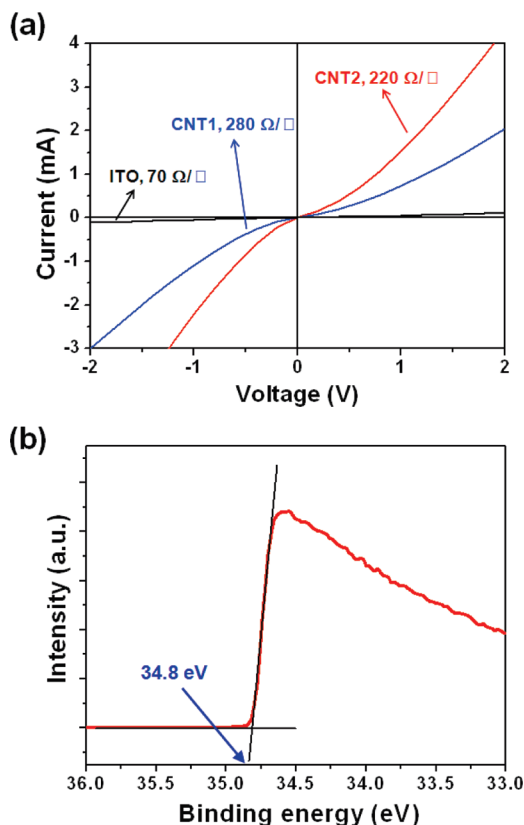 (a)
4
3
2
1
0
-1
-2
-3
CNT2, 220 Ω/□
CNT1, 280 Ω/□
ITO, 70 Ω/□
Current (mA)
-2 -1 0 1 2
Voltage (V)
(b)
Intensity (a.u.)
34.8 eV
36.0 35.5 35.0 34.5 34.0 33.5 33.0
Binding energy (eV)